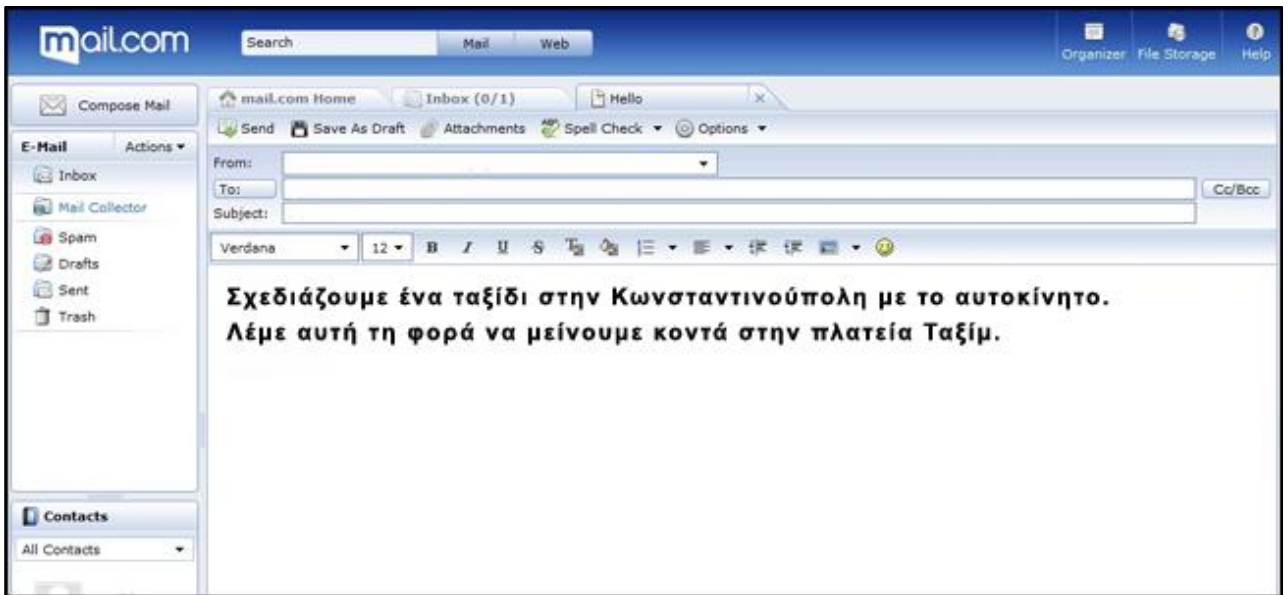 mail.com
Search Mail Web
Organizer File Storage Help
Compose Mail
mail.com Home Inbox (0/1) Hello
Send Save As Draft Attachments Spell Check Options
E-Mail Actions
From:
Inbox
To: Cc/Bcc
Mail Collector
Subject:
Spam
Verdana 12 B I U S
Drafts
Sent
Trash
Σχεδιάζουμε ένα ταξίδι στην Κωνσταντινούπολη με το αυτοκίνητο.
Λέμε αυτή τη φορά να μείνουμε κοντά στην πλατεία Ταξίμ.
Contacts
All Contacts